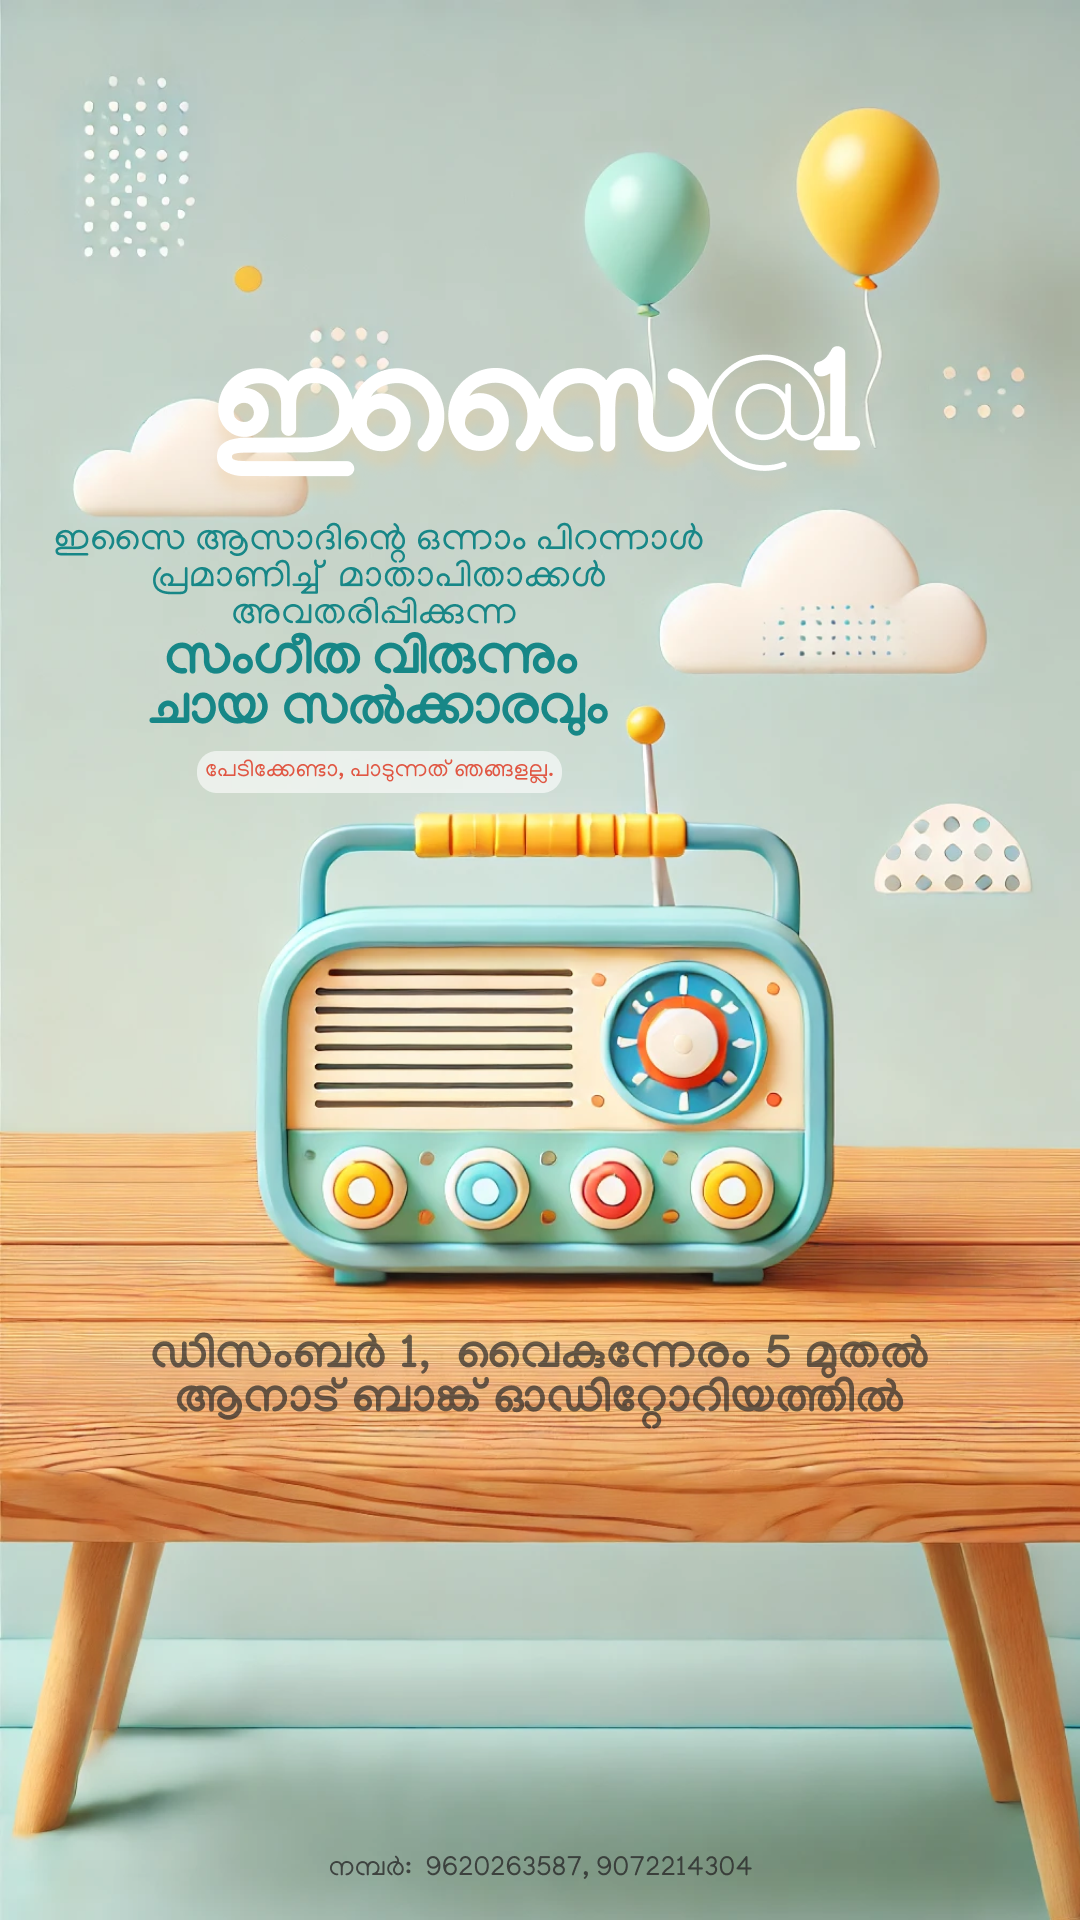 ഇസൈ@1
ഇസൈ ആസാദിന്റെ ഒന്നാം പിറന്നാൾ
പ്രമാണിച്ച് മാതാപിതാക്കൾ
അവതരിപ്പിക്കുന്ന
സംഗീത വിരുന്നും
ചായ സൽക്കാരവും
പേടിക്കേണ്ടാ, പാടുന്നത് ഞങ്ങളല്ല.
ഡിസംബർ 1, വൈകുന്നേരം 5 മുതൽ
ആനാട് ബാങ്ക് ഓഡിറ്റോറിയത്തിൽ
നമ്പർ: 9620263587, 9072214304